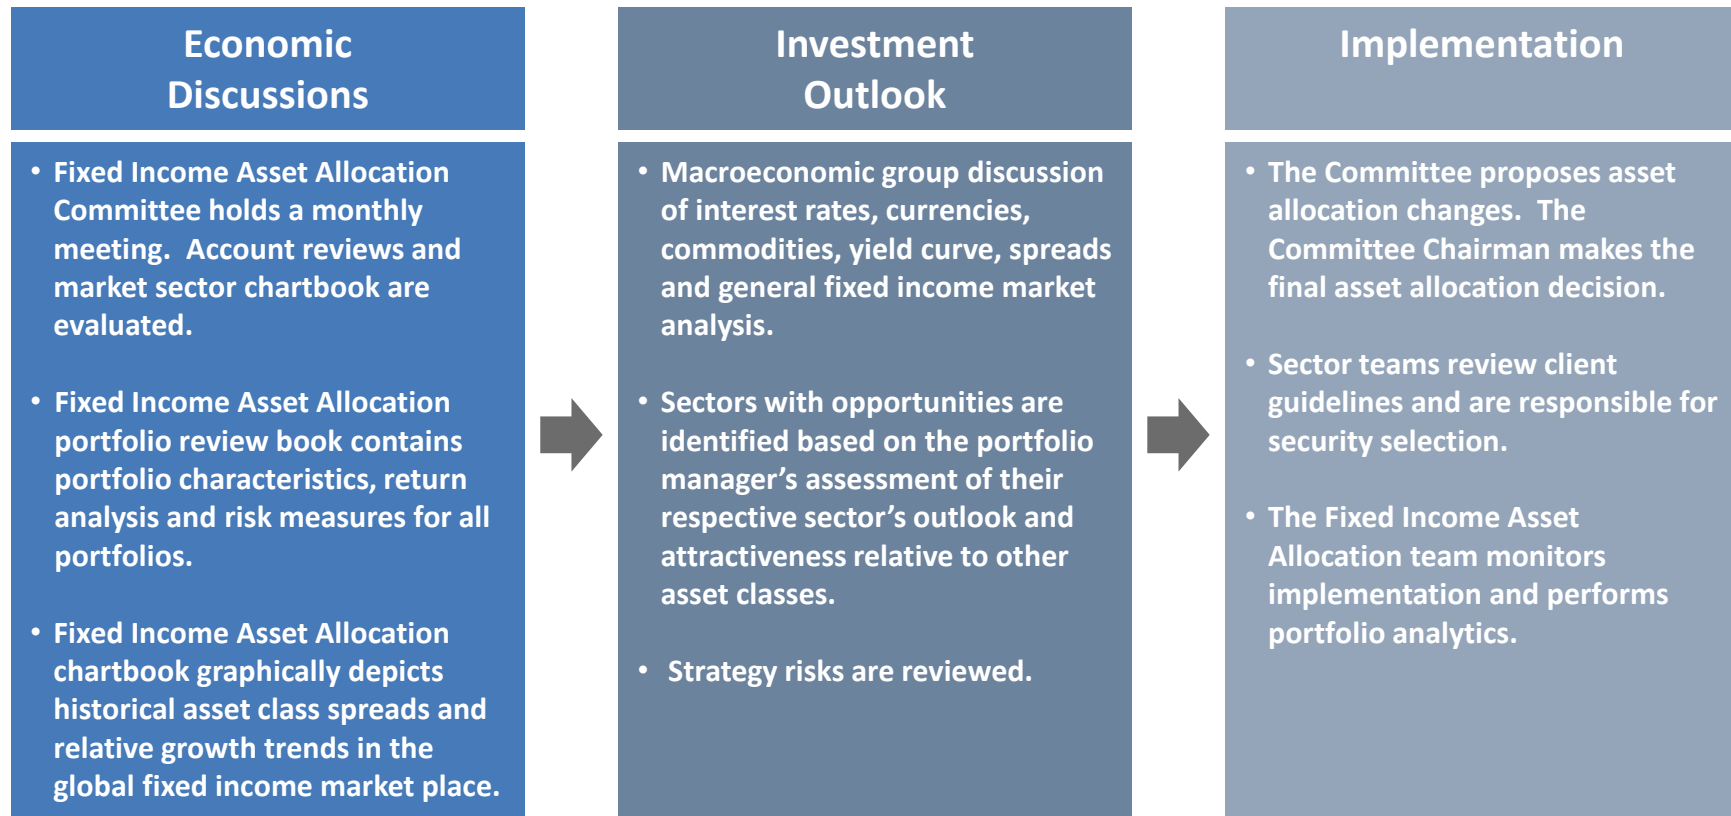 Economic
Discussions
• Fixed Income Asset Allocation
Committee holds a monthly
meeting.  Account reviews and
market sector chartbook are
evaluated.
• Fixed Income Asset Allocation
portfolio review book contains
portfolio characteristics, return
analysis and risk measures for all
portfolios.
• Fixed Income Asset Allocation
chartbook graphically depicts
historical asset class spreads and
relative growth trends in the
global fixed income market place.
Investment
Outlook
• Macroeconomic group discussion
of interest rates, currencies,
commodities, yield curve, spreads
and general fixed income market
analysis.
• Sectors with opportunities are
identified based on the portfolio
manager’s assessment of their
respective sector’s outlook and
attractiveness relative to other
asset classes.
• Strategy risks are reviewed.
Implementation
• The Committee proposes asset
allocation changes.  The
Committee Chairman makes the
final asset allocation decision.
• Sector teams review client
guidelines and are responsible for
security selection.
• The Fixed Income Asset
Allocation team monitors
implementation and performs
portfolio analytics.